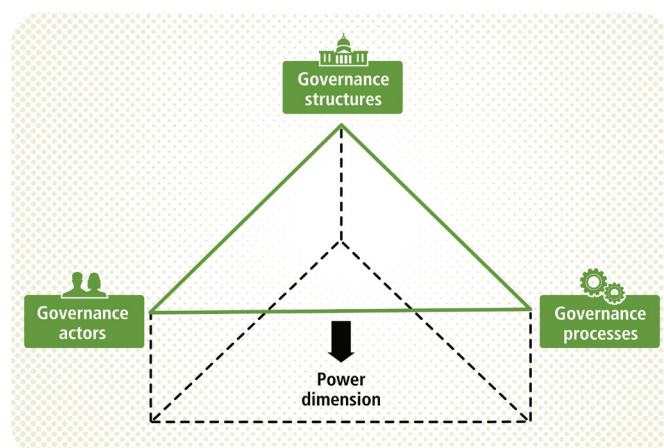 Governance
structures
Governance
actors
Governance
processes
Power
dimension